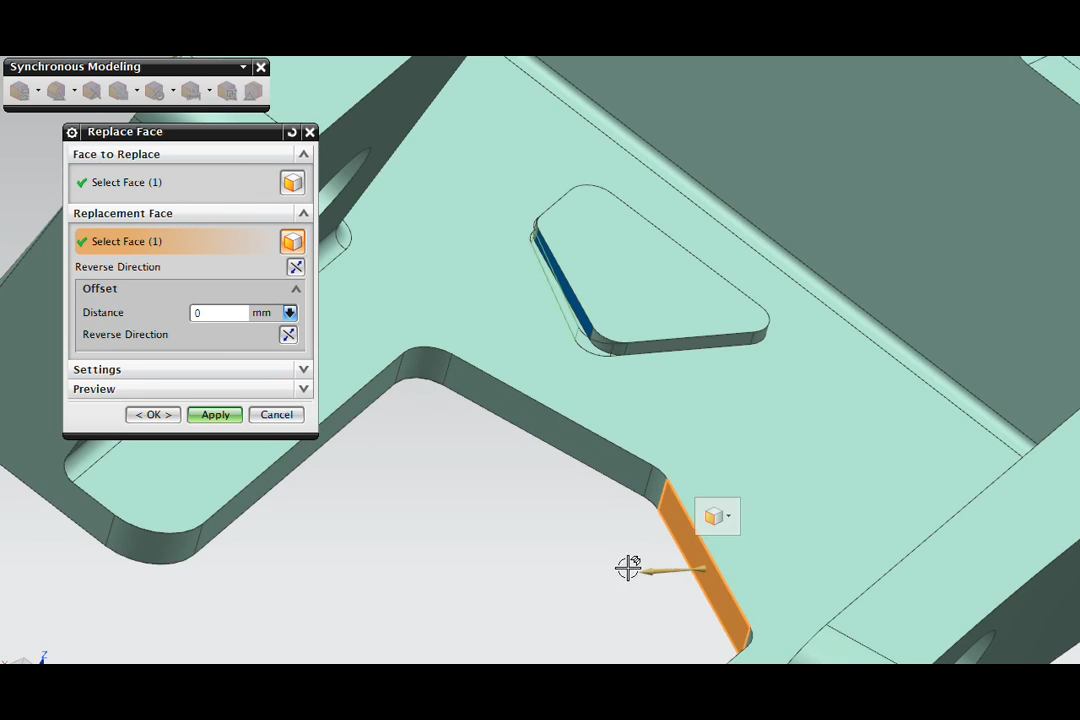 Synchronous Modeling
Replace Face
Face to Replace
Select Face (1)
Replacement Face
Select Face (1)
Reverse Direction
Offset
Distance 0 mm
Reverse Direction
Settings
Preview
< OK > Apply Cancel
Z